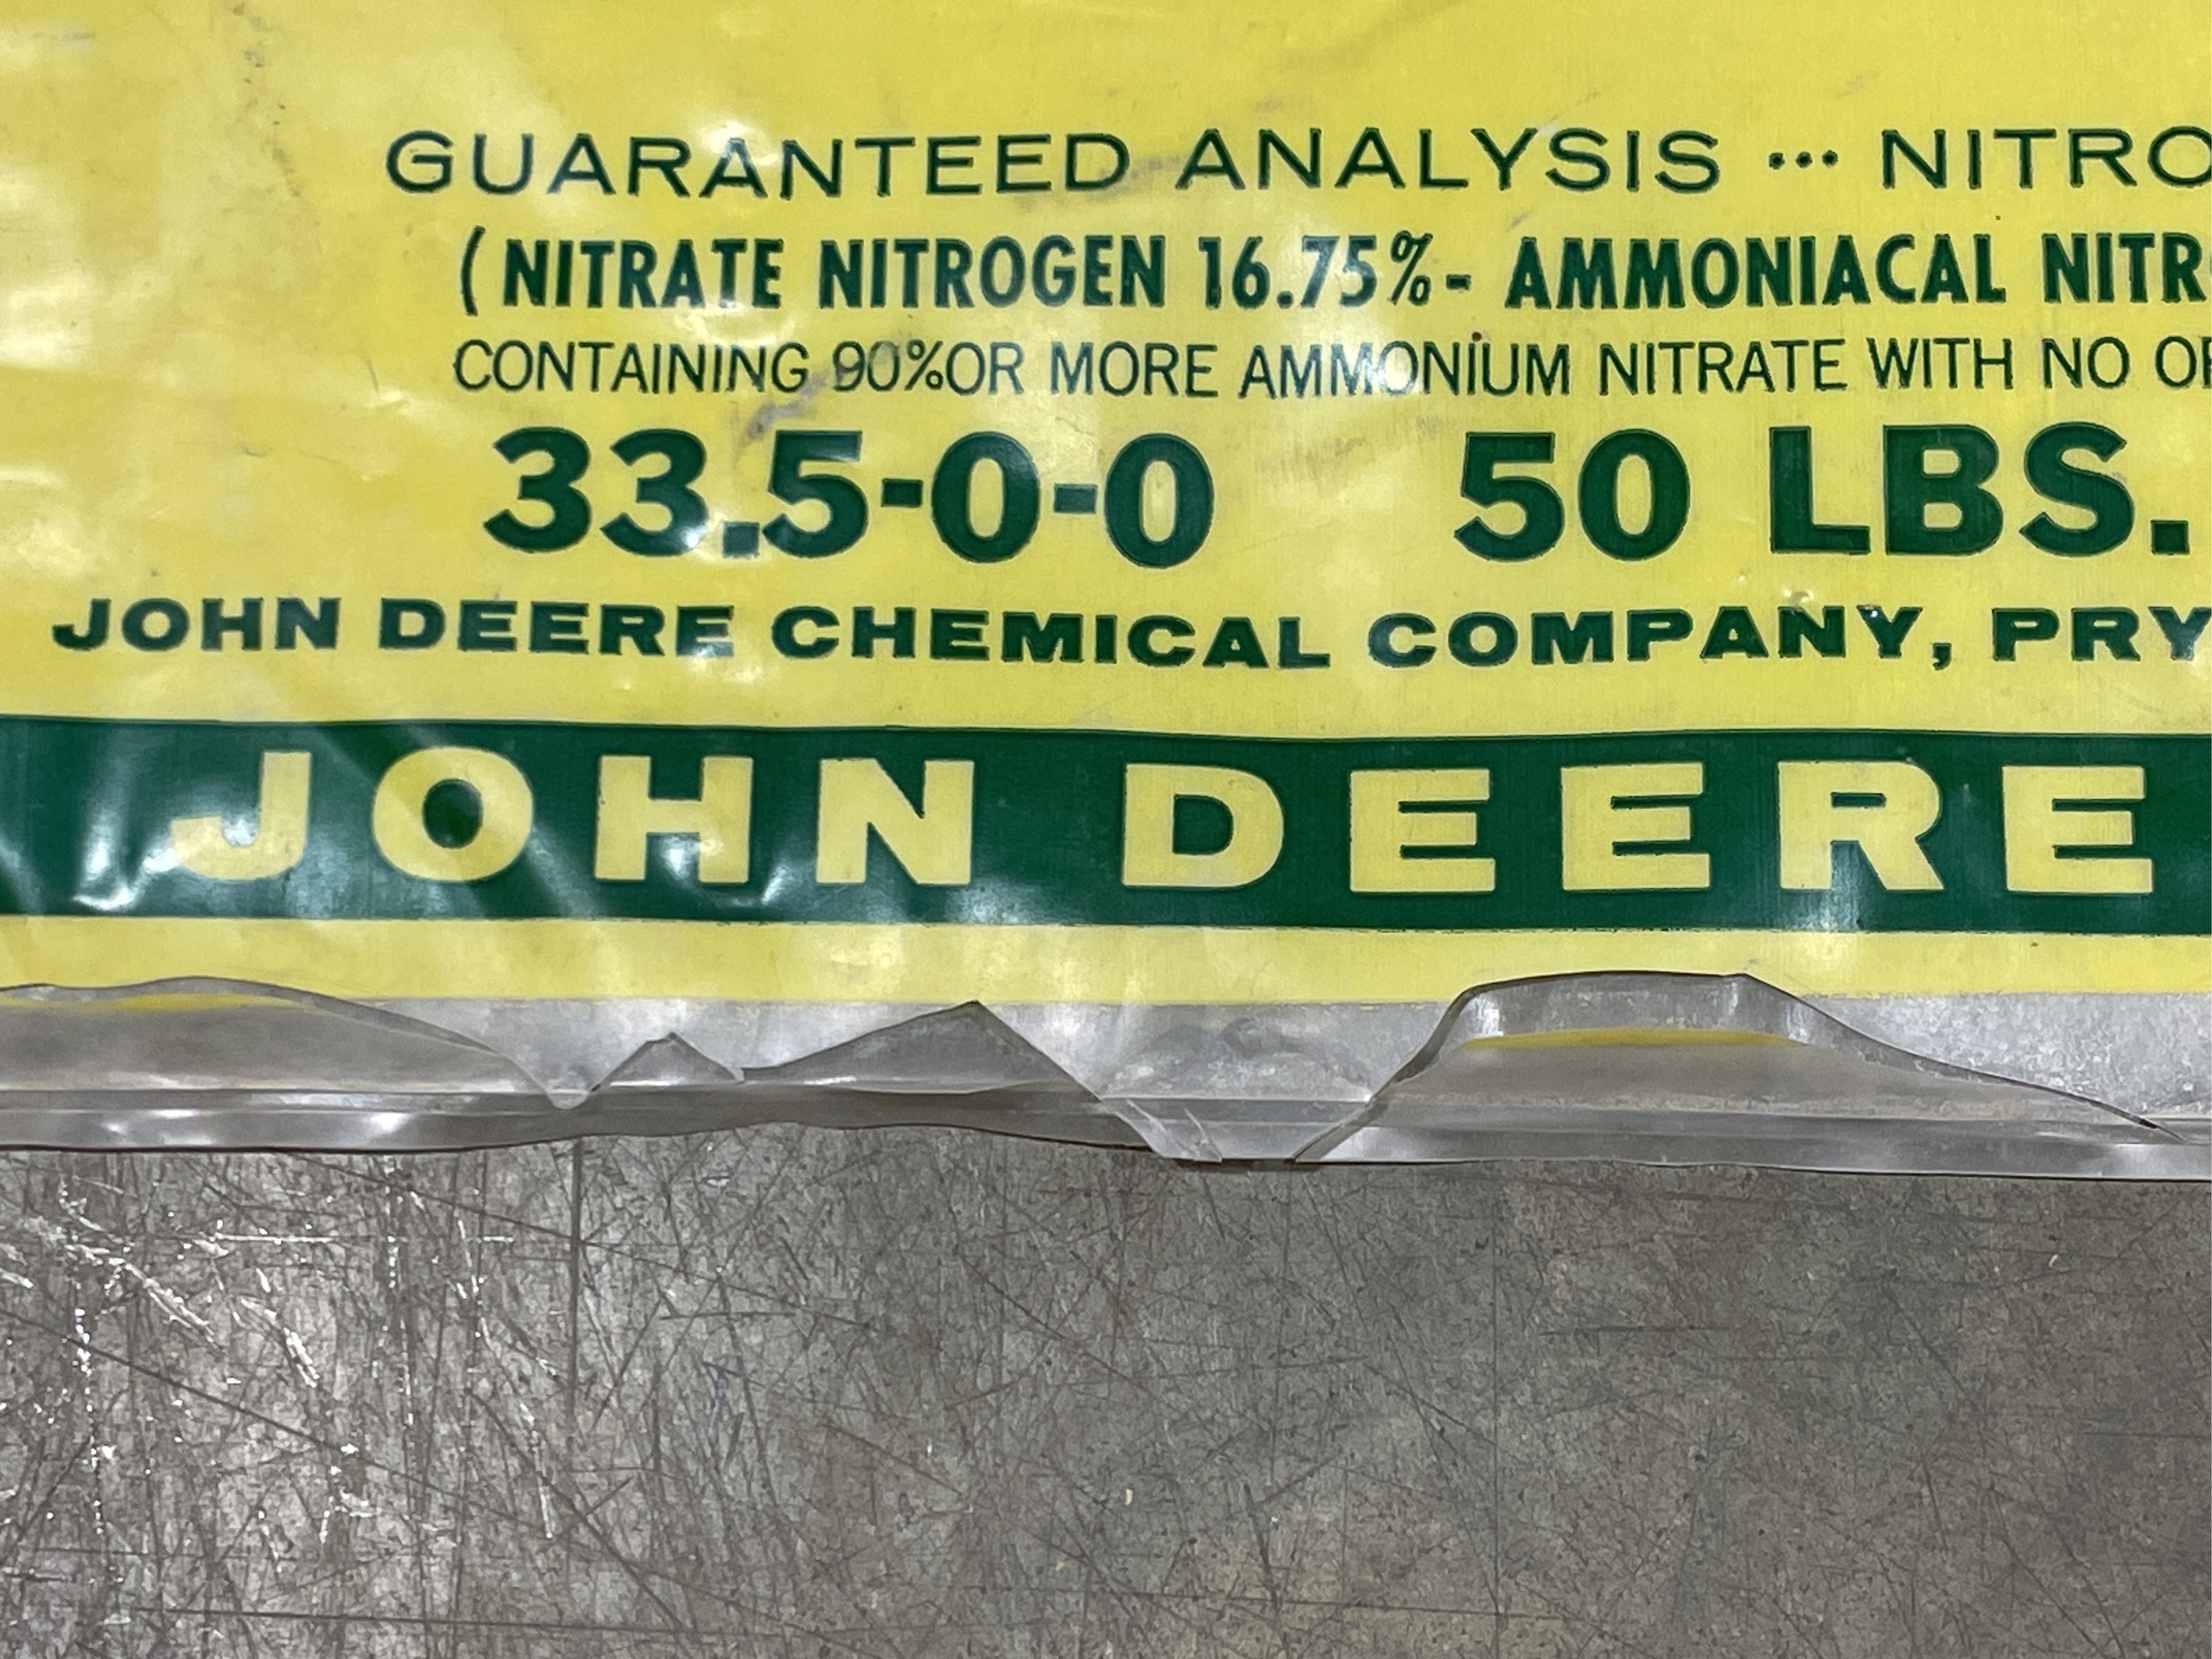 GUARANTEED ANALYSIS ... NITRO
(NITRATE NITROGEN 16.75%- AMMONIACAL NITR
CONTAINING 90%OR MORE AMMONIUM NITRATE WITH NO
33.5-0-0 50 LBS.
JOHN DEERE CHEMICAL COMPANY, PRY
JOHN DEERE